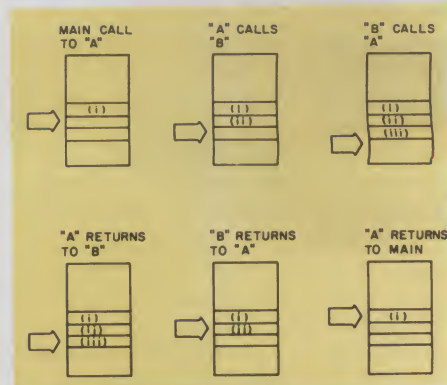 MAIN CALL
TO "A"
"A" CALLS
"B"
"B" CALLS
"A"
(i)
(i)
(ii)
(i)
(ii)
(iii)
"A" RETURNS
TO "B"
"B" RETURNS
TO "A"
"A" RETURNS
TO MAIN
(i)
(ii)
(iii)
(i)
(ii)
(i)